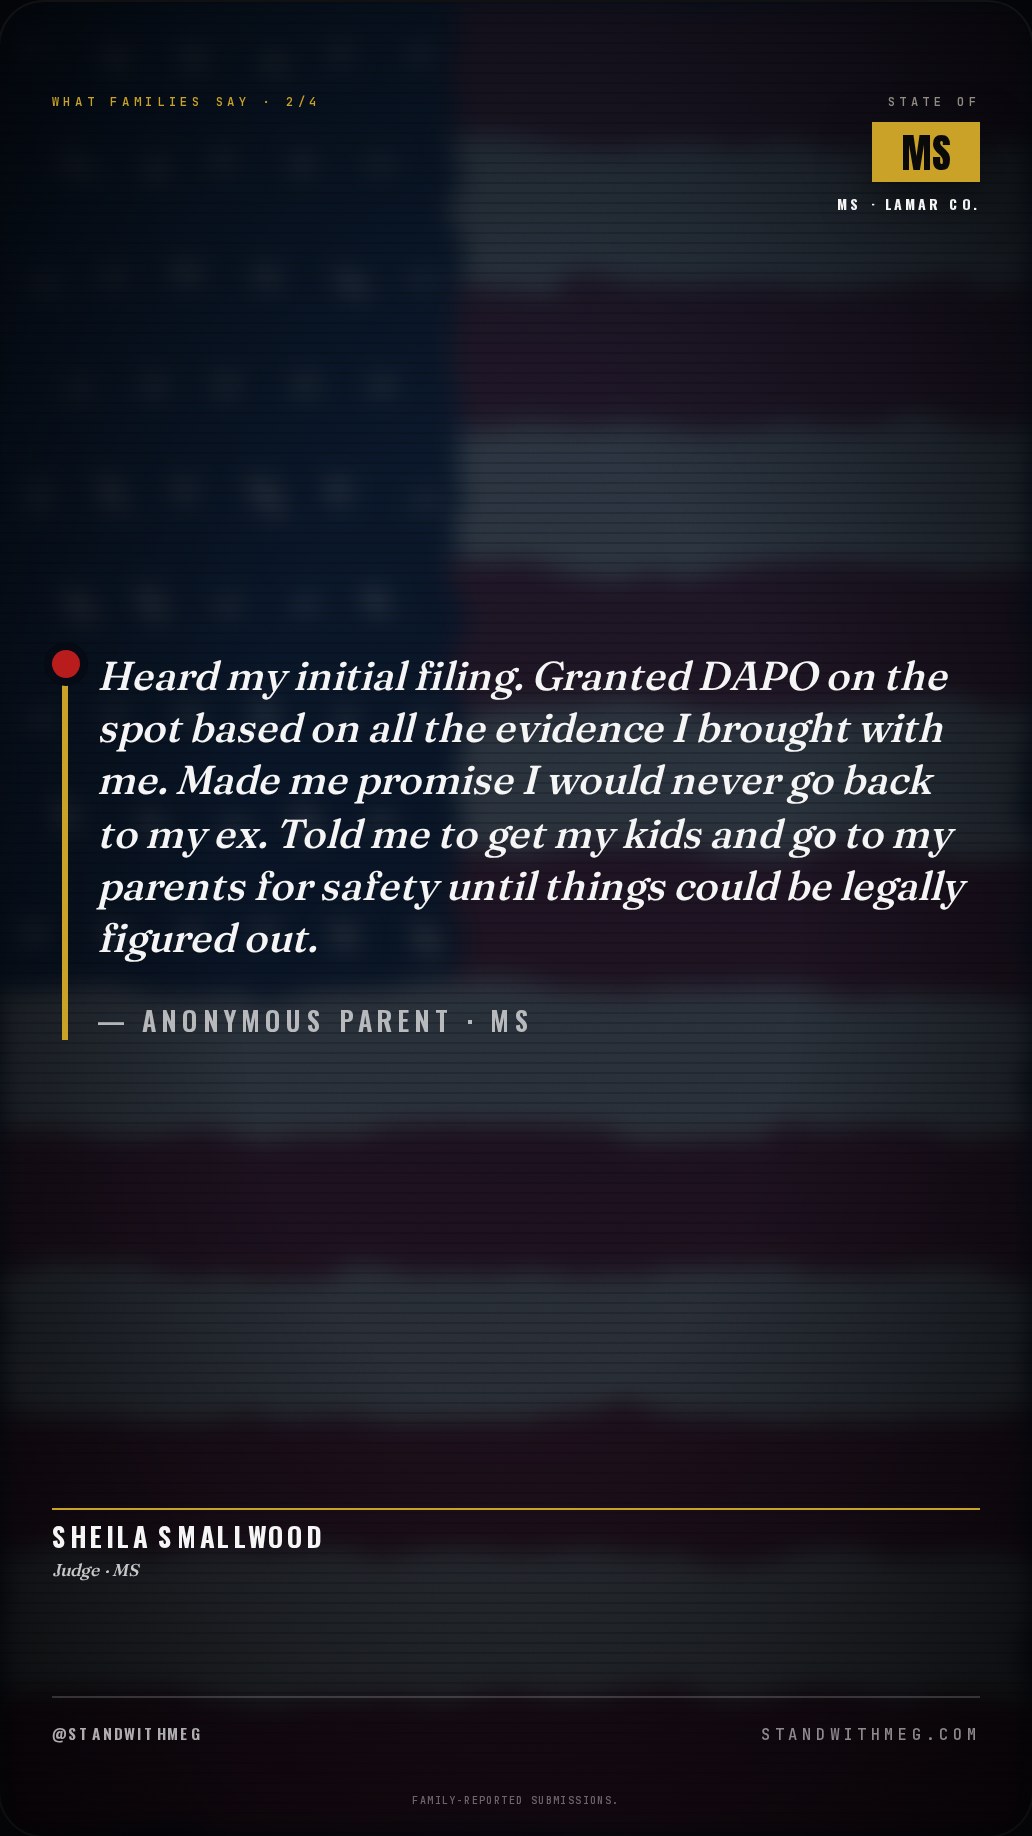 WHAT FAMILIES SAY · 2/4
STATE OF
MS
MS · LAMAR CO.
Heard my initial filing. Granted DAPO on the
spot based on all the evidence I brought with
me. Made me promise I would never go back
to my ex. Told me to get my kids and go to my
parents for safety until things could be legally
figured out.
— ANONYMOUS PARENT · MS
SHEILA SMALLWOOD
Judge · MS
@STANDWITHMEG
STANDWITHMEG.COM
FAMILY-REPORTED SUBMISSIONS.